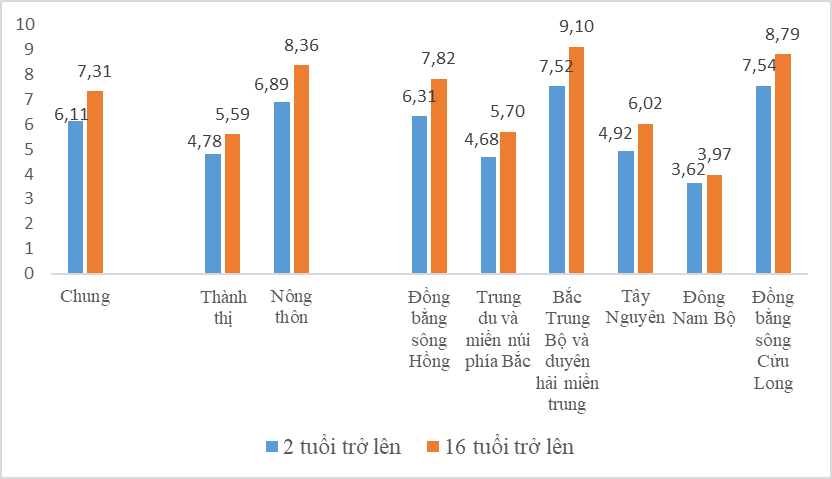 10
9
8
7
6
5
4
3
2
1
0
6,11
7,31
4,78
5,59
6,89
8,36
6,31
7,82
4,68
5,70
7,52
9,10
4,92
6,02
3,62
3,97
7,54
8,79
Chung
Thành
thị
Nông
thôn
Đồng
bằng
sông
Hồng
Trung
du và
miền núi
phía Bắc
Bắc
Trung
Bộ và
duyên
hải miền
trung
Tây
Nguyên
Đông
Nam Bộ
Đồng
bằng
sông
Cửu
Long
2 tuổi trở lên
16 tuổi trở lên